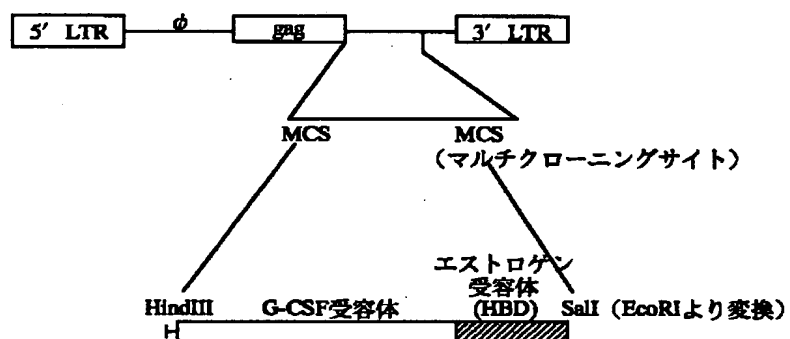 5′ LTR φ gag 3′ LTR
MCS MCS
（マルチクローニングサイト）
エストロゲン
受容体
HindIII G-CSF受容体 (HBD) SalI（EcoRIより変換）